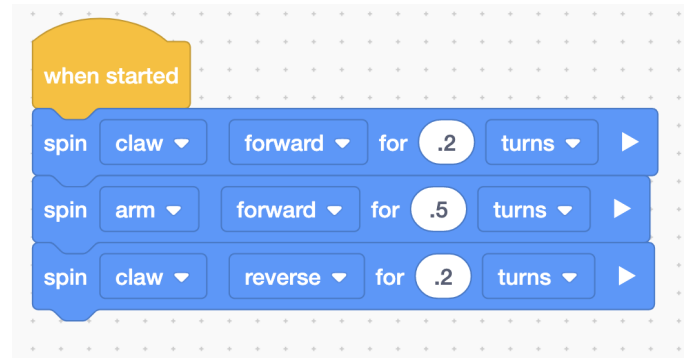 when started
spin claw forward for .2 turns
spin arm forward for .5 turns
spin claw reverse for .2 turns